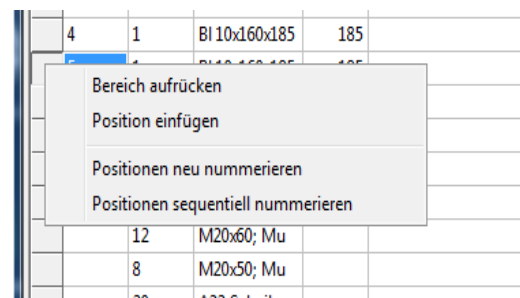 4 1 Bl 10x160x185 185
Bereich aufrücken
Position einfügen
Positionen neu nummerieren
Positionen sequentiell nummerieren
12 M20x60; Mu
8 M20x50; Mu